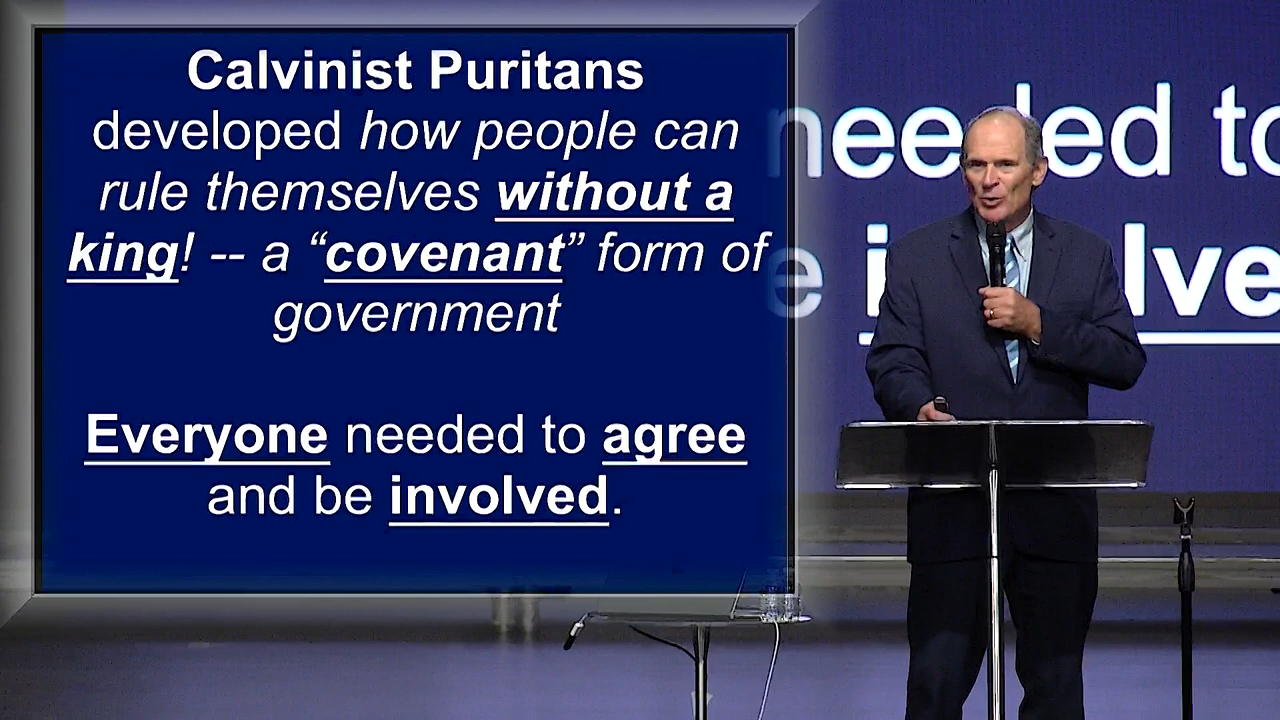 Calvinist Puritans
developed how people can
rule themselves without a
king! -- a “covenant” form of
government
Everyone needed to agree
and be involved.
needed to